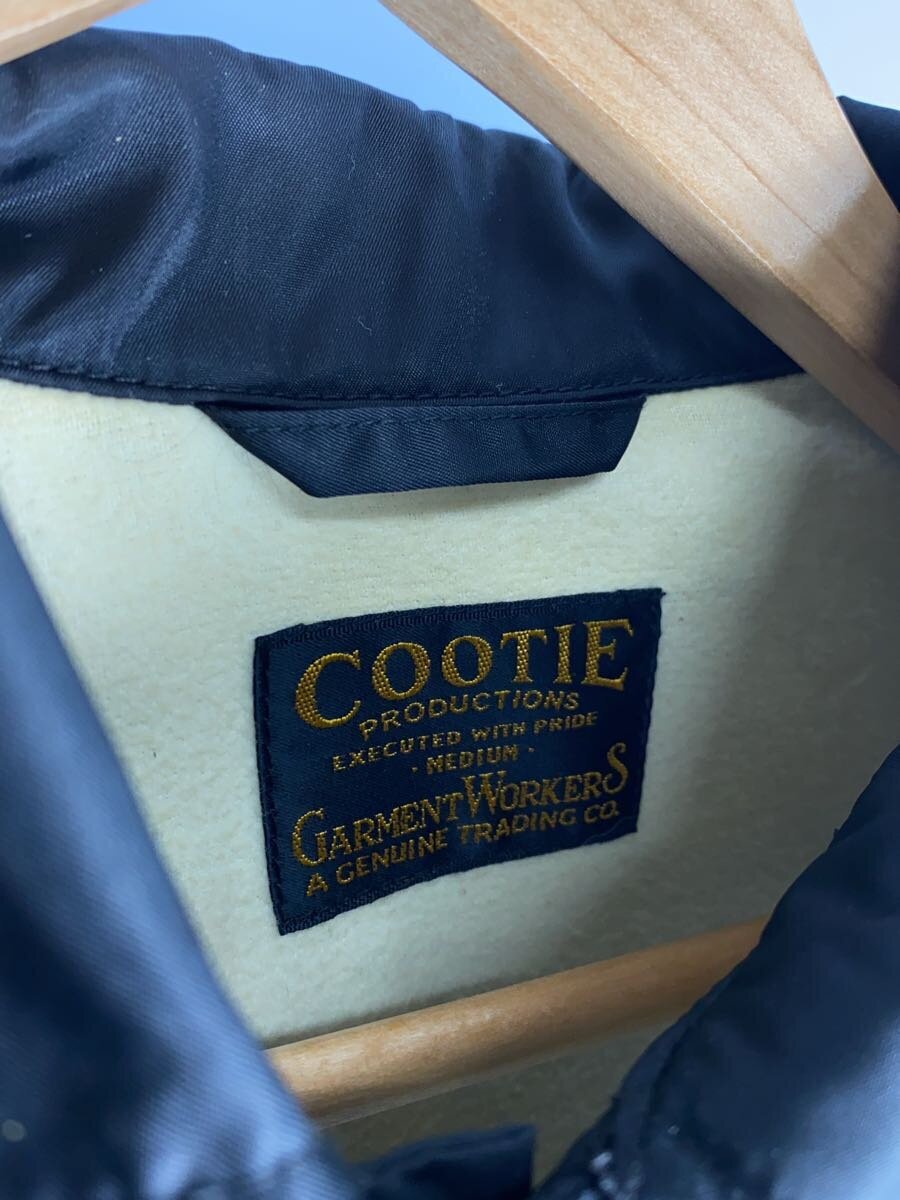 COOTIE
PRODUCTIONS
EXECUTED WITH PRIDE
· MEDIUM ·
GARMENT WORKERS
A GENUINE TRADING CO.